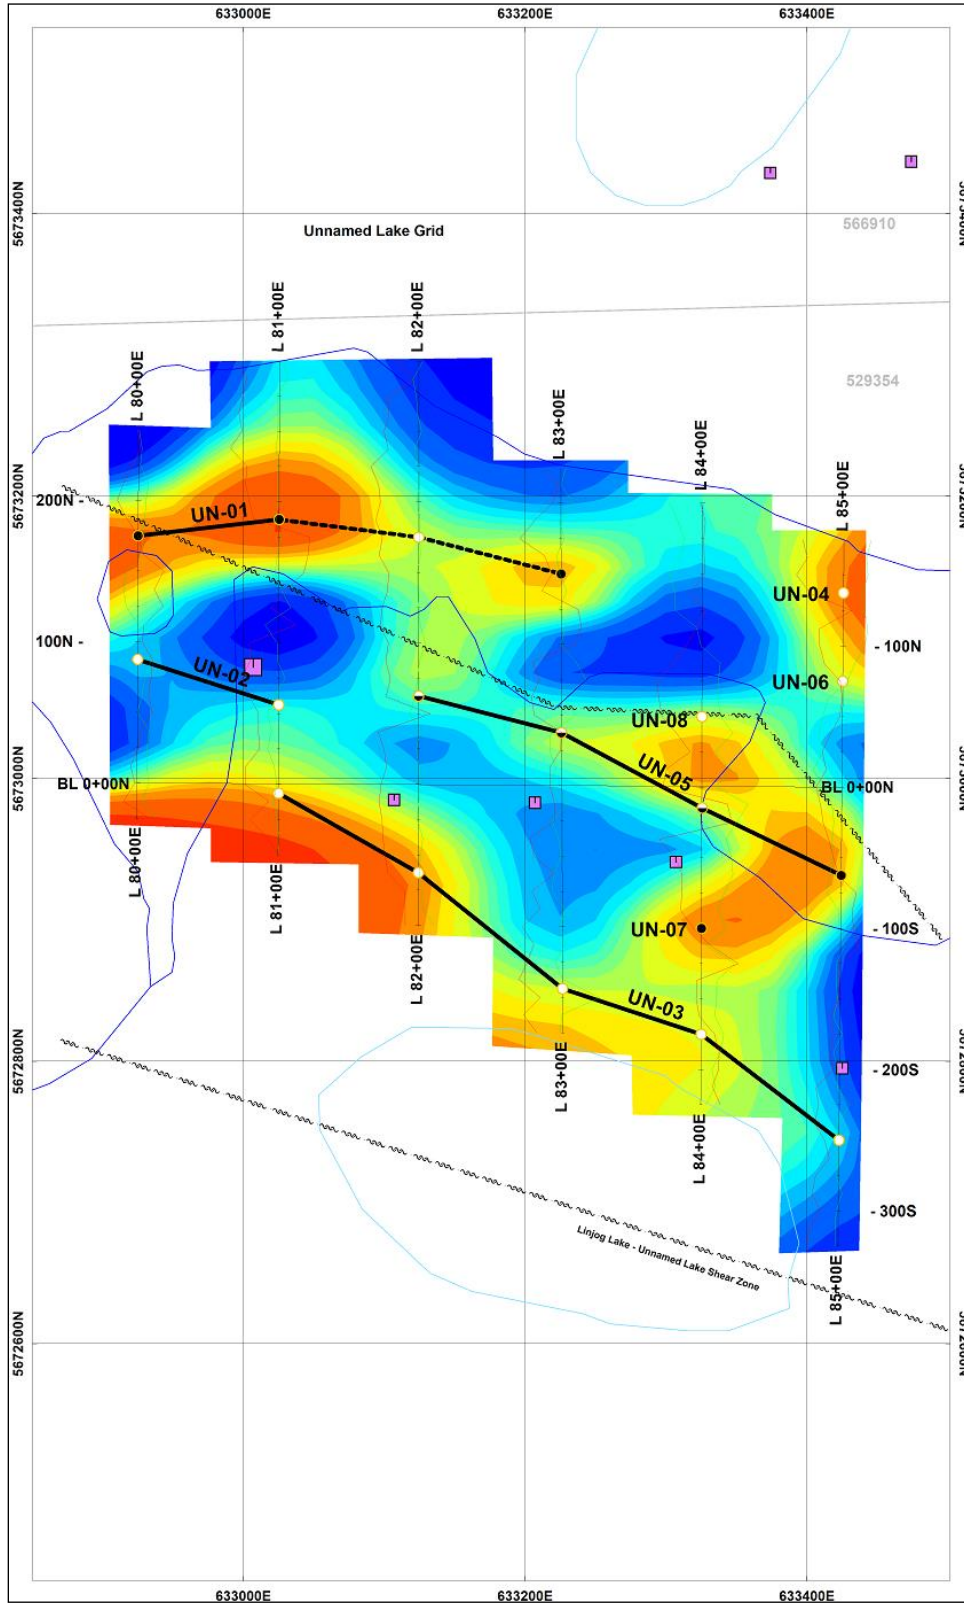 633000E
633200E
633400E
5673400N
566910
Unnamed Lake Grid
529354
L 80+00E
L 81+00E
L 82+00E
L 83+00E
L 84+00E
L 85+00E
5673200N
200N -
UN-01
UN-04
100N -
- 100N
UN-02
UN-06
UN-08
5673000N
BL 0+00N
UN-05
BL 0+00N
L 80+00E
L 81+00E
L 82+00E
UN-07
- 100S
UN-03
L 83+00E
5672800N
- 200S
L 84+00E
- 300S
Linjog Lake - Unnamed Lake Shear Zone
L 85+00E
5672600N
633000E
633200E
633400E